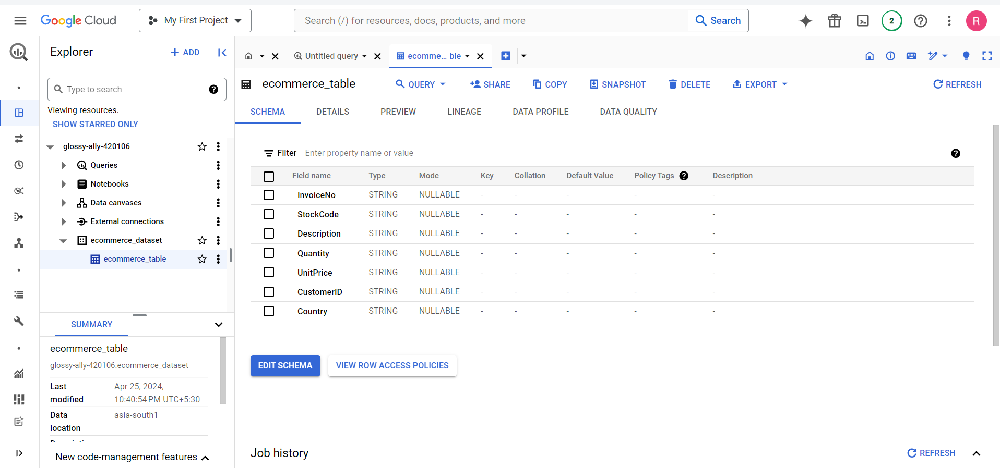 Google Cloud
My First Project
Search (/) for resources, docs, products, and more
Search
2
R
Explorer
ADD
Untitled query
ecomme... ble
Type to search
Viewing resources.
SHOW STARRED ONLY
glossy-ally-420106
Queries
Notebooks
Data canvases
External connections
ecommerce_dataset
ecommerce_table
SUMMARY
ecommerce_table
glossy-ally-420106.ecommerce_dataset
Last modified Apr 25, 2024, 10:40:54 PM UTC+5:30
Data location asia-south1
New code-management features
ecommerce_table
QUERY SHARE COPY SNAPSHOT DELETE EXPORT REFRESH
SCHEMA DETAILS PREVIEW LINEAGE DATA PROFILE DATA QUALITY
Filter Enter property name or value
Field name Type Mode Key Collation Default Value Policy Tags Description
InvoiceNo STRING NULLABLE - - - - -
StockCode STRING NULLABLE - - - - -
Description STRING NULLABLE - - - - -
Quantity STRING NULLABLE - - - - -
UnitPrice STRING NULLABLE - - - - -
CustomerID STRING NULLABLE - - - - -
Country STRING NULLABLE - - - - -
EDIT SCHEMA VIEW ROW ACCESS POLICIES
Job history REFRESH